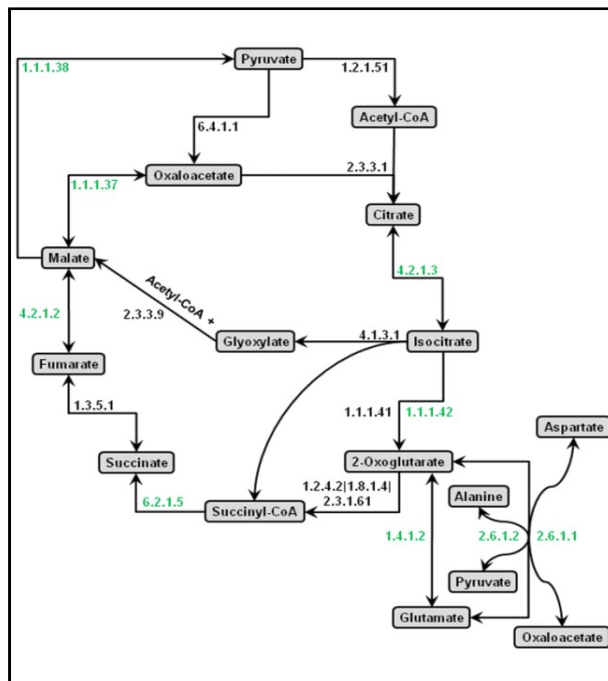 Pyruvate
1.1.1.38
1.2.1.51
Acetyl-CoA
6.4.1.1
Oxaloacetate
2.3.3.1
1.1.1.37
Citrate
Malate
4.2.1.3
Acetyl-CoA +
4.2.1.2
2.3.3.9
Glyoxylate
4.1.3.1
Isocitrate
Fumarate
1.3.5.1
1.1.1.41
1.1.1.42
Aspartate
Succinate
2-Oxoglutarate
1.2.4.2|1.8.1.4|
2.3.1.61
Alanine
6.2.1.5
Succinyl-CoA
1.4.1.2
2.6.1.2
2.6.1.1
Pyruvate
Glutamate
Oxaloacetate